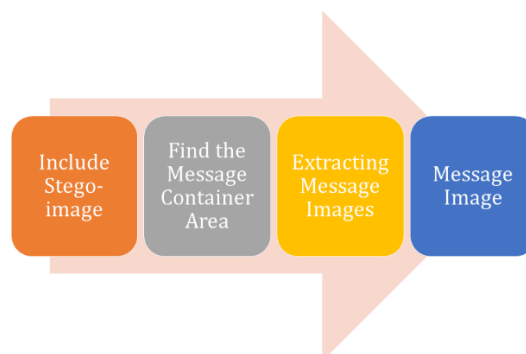 Include
Stego-
image
Find the
Message
Container
Area
Extracting
Message
Images
Message
Image